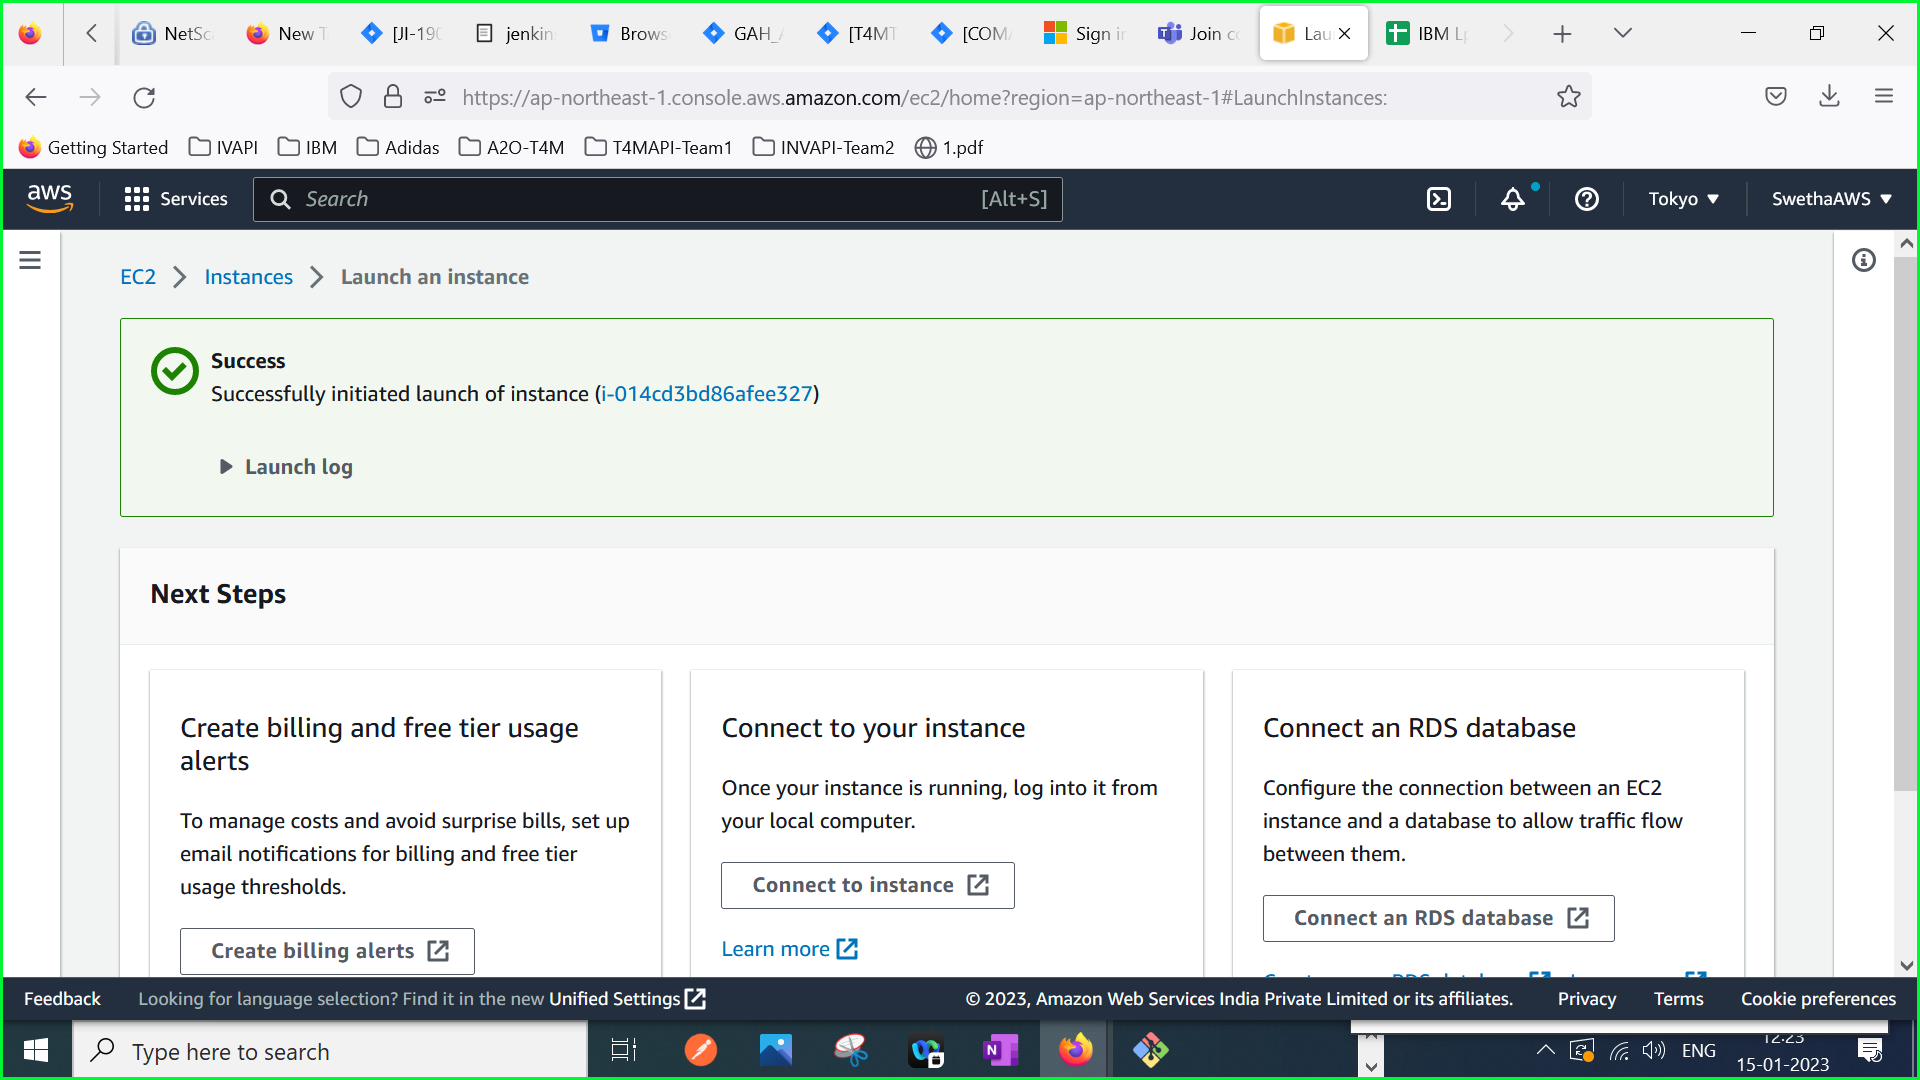 NetSc
New T
[JI-190
jenkin
Brows
GAH_A
[T4MT
[COMA
Sign in
Join co
Lau
IBM Lp
https://ap-northeast-1.console.aws.amazon.com/ec2/home?region=ap-northeast-1#LaunchInstances:
Getting Started
IVAPI
IBM
Adidas
A2O-T4M
T4MAPI-Team1
INVAPI-Team2
1.pdf
aws
Services
Search
[Alt+S]
Tokyo
SwethaAWS
EC2
Instances
Launch an instance
Success
Successfully initiated launch of instance (i-014cd3bd86afee327)
Launch log
Next Steps
Create billing and free tier usage
alerts
To manage costs and avoid surprise bills, set up
email notifications for billing and free tier
usage thresholds.
Create billing alerts
Connect to your instance
Once your instance is running, log into it from
your local computer.
Connect to instance
Learn more
Connect an RDS database
Configure the connection between an EC2
instance and a database to allow traffic flow
between them.
Connect an RDS database
Feedback
Looking for language selection? Find it in the new Unified Settings
© 2023, Amazon Web Services India Private Limited or its affiliates.
Privacy
Terms
Cookie preferences
Type here to search
N
ENG
12:23
15-01-2023